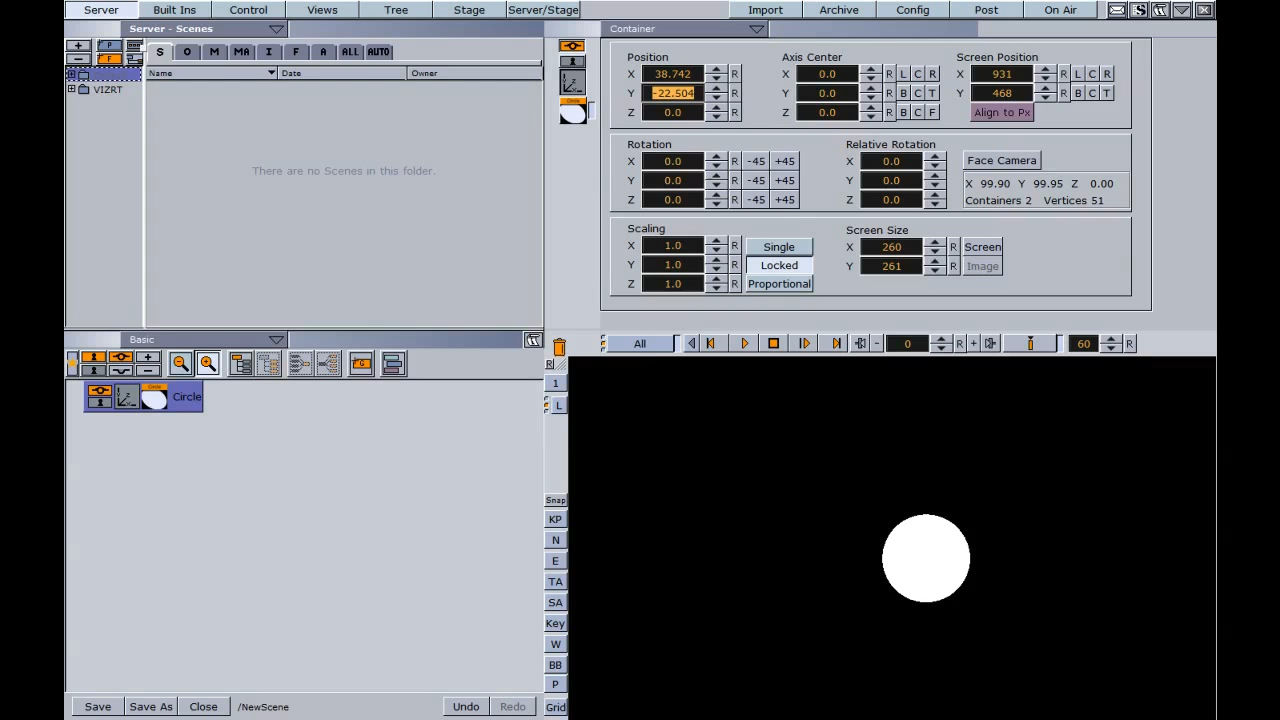 Server Built Ins Control Views Tree Stage Server/Stage Import Archive Config Post On Air
Server - Scenes
Container
S O M MA I F A ALL AUTO
Name Date Owner
VIZRT
There are no Scenes in this folder.
Position Axis Center Screen Position
X 38.742 R X 0.0 R L C R X 931 R L C R
Y -22.504 R Y 0.0 R B C T Y 468 R B C T
Z 0.0 R Z 0.0 R B C F Align to Px
Rotation Relative Rotation
X 0.0 R -45 +45 X 0.0 Face Camera
Y 0.0 R -45 +45 Y 0.0 X 99.90 Y 99.95 Z 0.00
Z 0.0 R -45 +45 Z 0.0 R Containers 2 Vertices 51
Scaling Screen Size
X 1.0 R Single X 260 R Screen
Y 1.0 R Locked Y 261 R Image
Z 1.0 R Proportional
Basic
All 0 R + 60 R
R
1
L
Circle
Snap
KP
N
E
TA
SA
Key
W
BB
P
Grid
Save Save As Close /NewScene Undo Redo